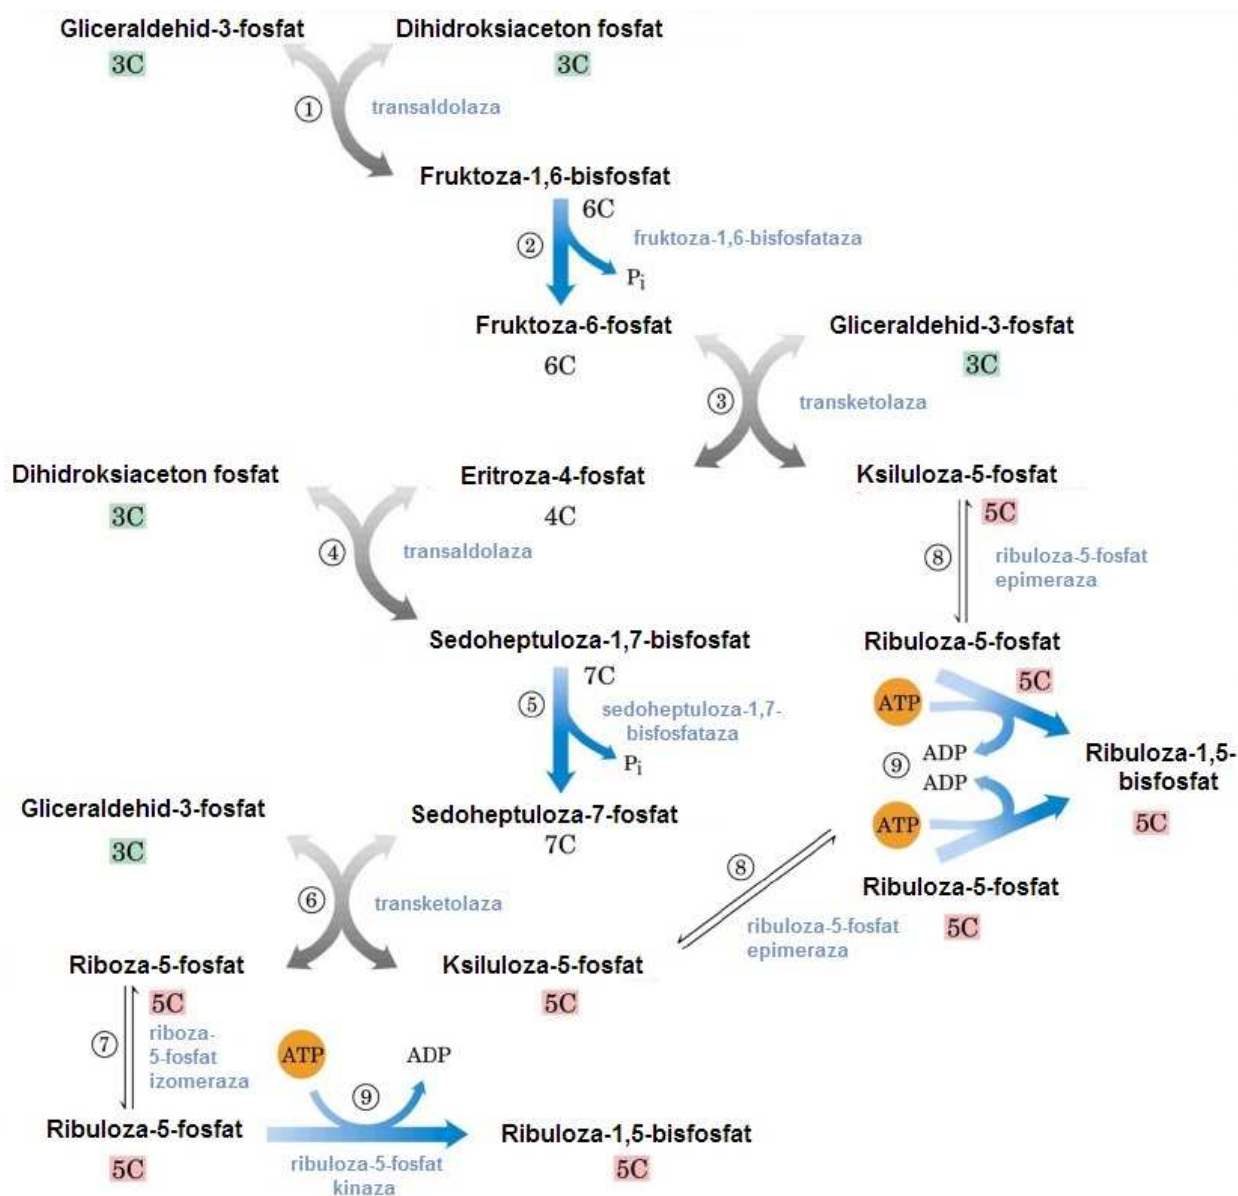 Gliceraldehid-3-fosfat
Dihidroksiaceton fosfat
3C
3C
① transaldolaza
Fruktoza-1,6-bisfosfat
6C
② fruktoza-1,6-bisfosfataza
Pi
Fruktoza-6-fosfat
Gliceraldehid-3-fosfat
6C
3C
③ transketolaza
Dihidroksiaceton fosfat
Eritroza-4-fosfat
Ksiluloza-5-fosfat
3C
4C
5C
④ transaldolaza
⑧ ribuloza-5-fosfat
epimeraza
Sedoheptuloza-1,7-bisfosfat
Ribuloza-5-fosfat
7C
5C
⑤ sedoheptuloza-1,7-
bisfosfataza
Pi
ATP
ADP
⑨
ADP
ATP
Ribuloza-1,5-
bisfosfat
5C
Gliceraldehid-3-fosfat
Sedoheptuloza-7-fosfat
3C
7C
⑧
Ribuloza-5-fosfat
5C
⑥ transketolaza
ribuloza-5-fosfat
epimeraza
Riboza-5-fosfat
Ksiluloza-5-fosfat
5C
5C
⑦ riboza-
5-fosfat
izomeraza
ATP
ADP
⑨
Ribuloza-5-fosfat
Ribuloza-1,5-bisfosfat
5C
ribuloza-5-fosfat
kinaza
5C